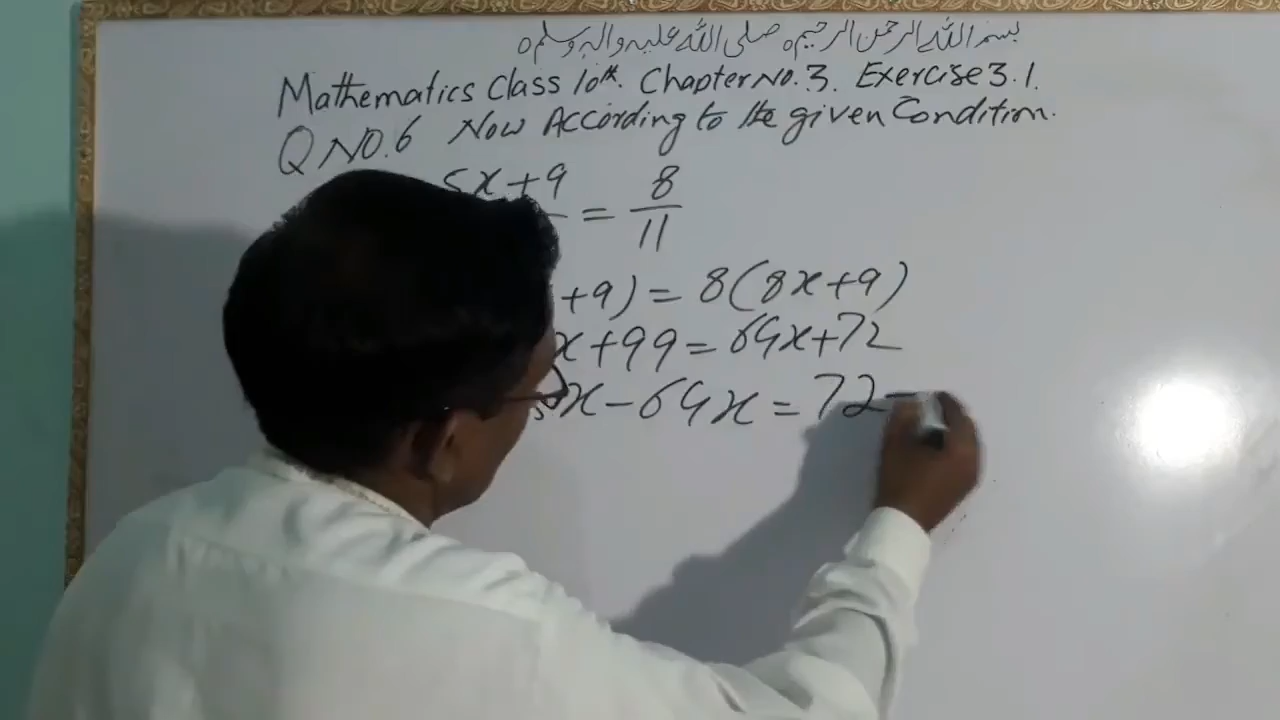 بسم اللہ الرحمن الرحیم صلی اللہ علیہ والہ وسلم
Mathematics Class 10th. Chapter No. 3. Exercise 3.1.
Q NO. 6 Now According to the given Condition.
5x+9 = 8/11
+9) = 8(8x+9)
x+99 = 64x+72
x-64x = 72-